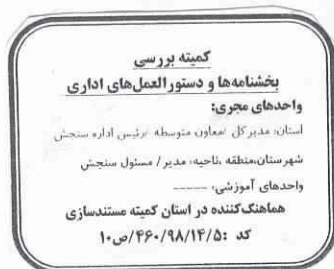 کمیته بررسی
بخشنامه‌ها و دستورالعمل‌های اداری
واحدهای مجری:
استان، مدیرکل /معاون متوسطه /رئیس اداره سنجش
شهرستان،منطقه ،ناحیه، مدیر/ مسئول سنجش
واحدهای آموزشی، -----
هماهنگ‌کننده در استان کمیته مستندسازی
کد :۴۶۰/۹۸/۱۴/۵/ص۱۰